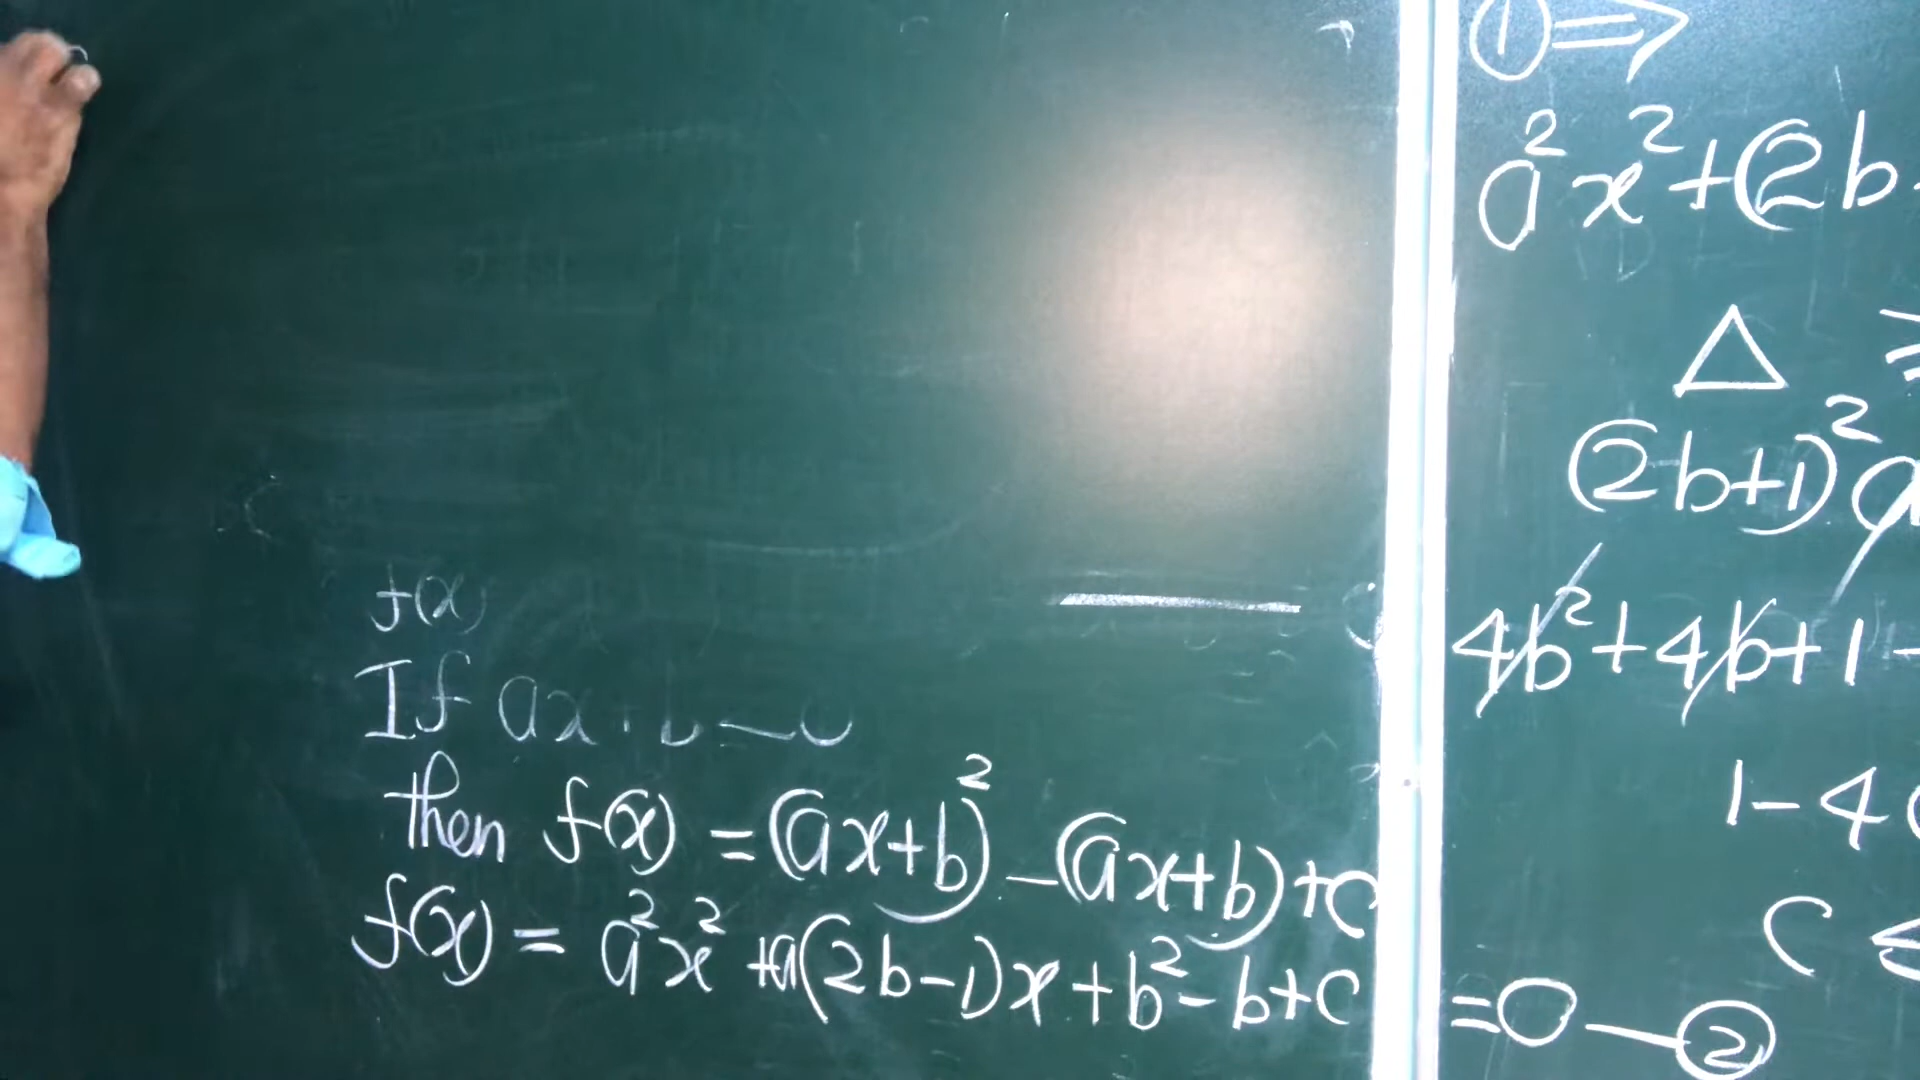 f(x)
If ax+b
then f(x) = (ax+b)² - (ax+b)+c
f(x) = a²x² + a(2b-1)x + b² - b + c = 0 — ②
① ⇒
a²x² + (2b
△ ≥
(2b+1)² a
4b² + 4b + 1 -
1 - 4
c ≤